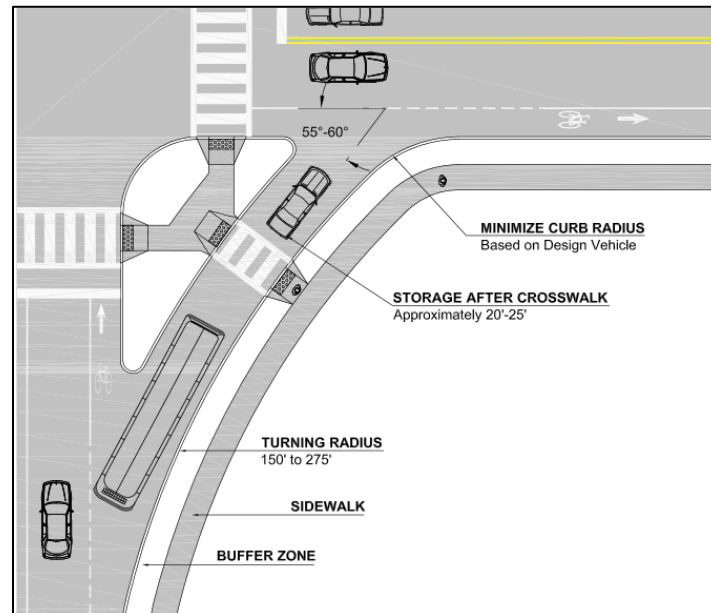 55°-60°
MINIMIZE CURB RADIUS
Based on Design Vehicle
STORAGE AFTER CROSSWALK
Approximately 20'-25'
TURNING RADIUS
150' to 275'
SIDEWALK
BUFFER ZONE